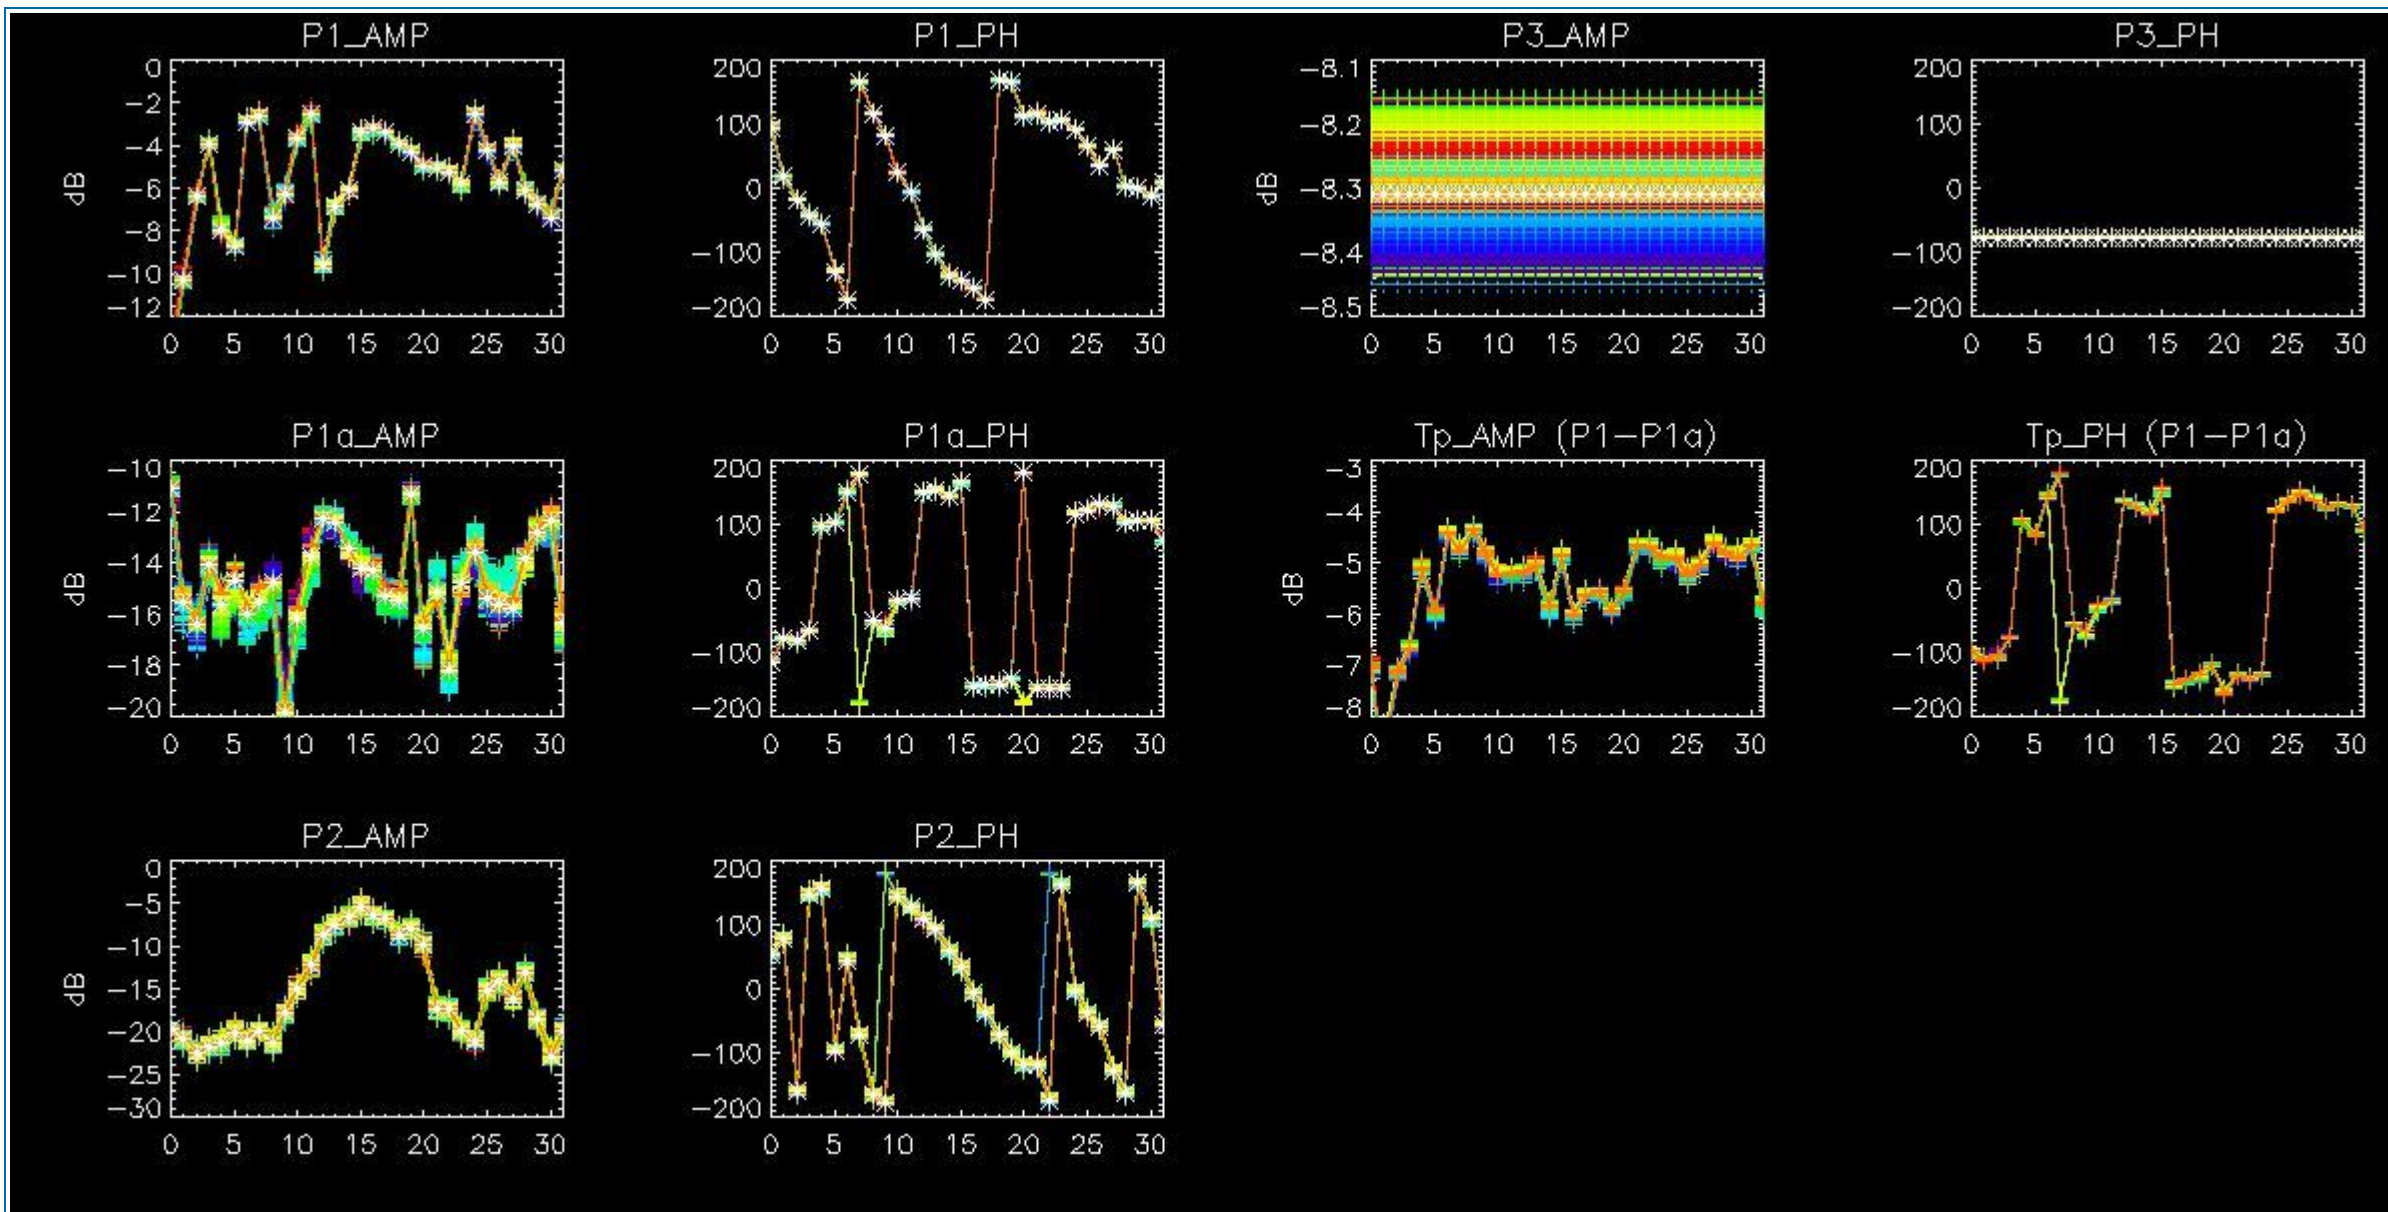 P1_AMP P1_PH P3_AMP P3_PH
0 200 -8.1 200
-2 100 -8.2 100
-4 0 -8.3 0
-6 -100 -8.4 -100
-8 -200 -8.5 -200
-10
-12
dB dB
0 5 10 15 20 25 30 0 5 10 15 20 25 30 0 5 10 15 20 25 30 0 5 10 15 20 25 30
P1a_AMP P1a_PH Tp_AMP (P1-P1a) Tp_PH (P1-P1a)
-10 200 -3 200
-12 100 -4 100
-14 0 -5 0
-16 -100 -6 -100
-18 -200 -7 -200
-20 -8
dB dB
0 5 10 15 20 25 30 0 5 10 15 20 25 30 0 5 10 15 20 25 30 0 5 10 15 20 25 30
P2_AMP P2_PH
0 200
-5 100
-10 0
-15 -100
-20 -200
-25
-30
dB
0 5 10 15 20 25 30 0 5 10 15 20 25 30